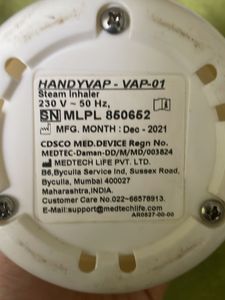 HANDYVAP - VAP-01
Steam Inhaler
230 V ~ 50 Hz,
SN MLPL 850652
MFG. MONTH : Dec - 2021
CDSCO MED.DEVICE Regn No.
MEDTEC-Daman-DD/M/MD/003824
MEDTECH LIFE PVT. LTD.
B6, Byculla Service Ind, Sussex Road,
Byculla, Mumbai 400027
Maharashtra, INDIA.
Customer Care No.022-66578913.
E-Mail:support@medtechlife.com
AR0527-00-00